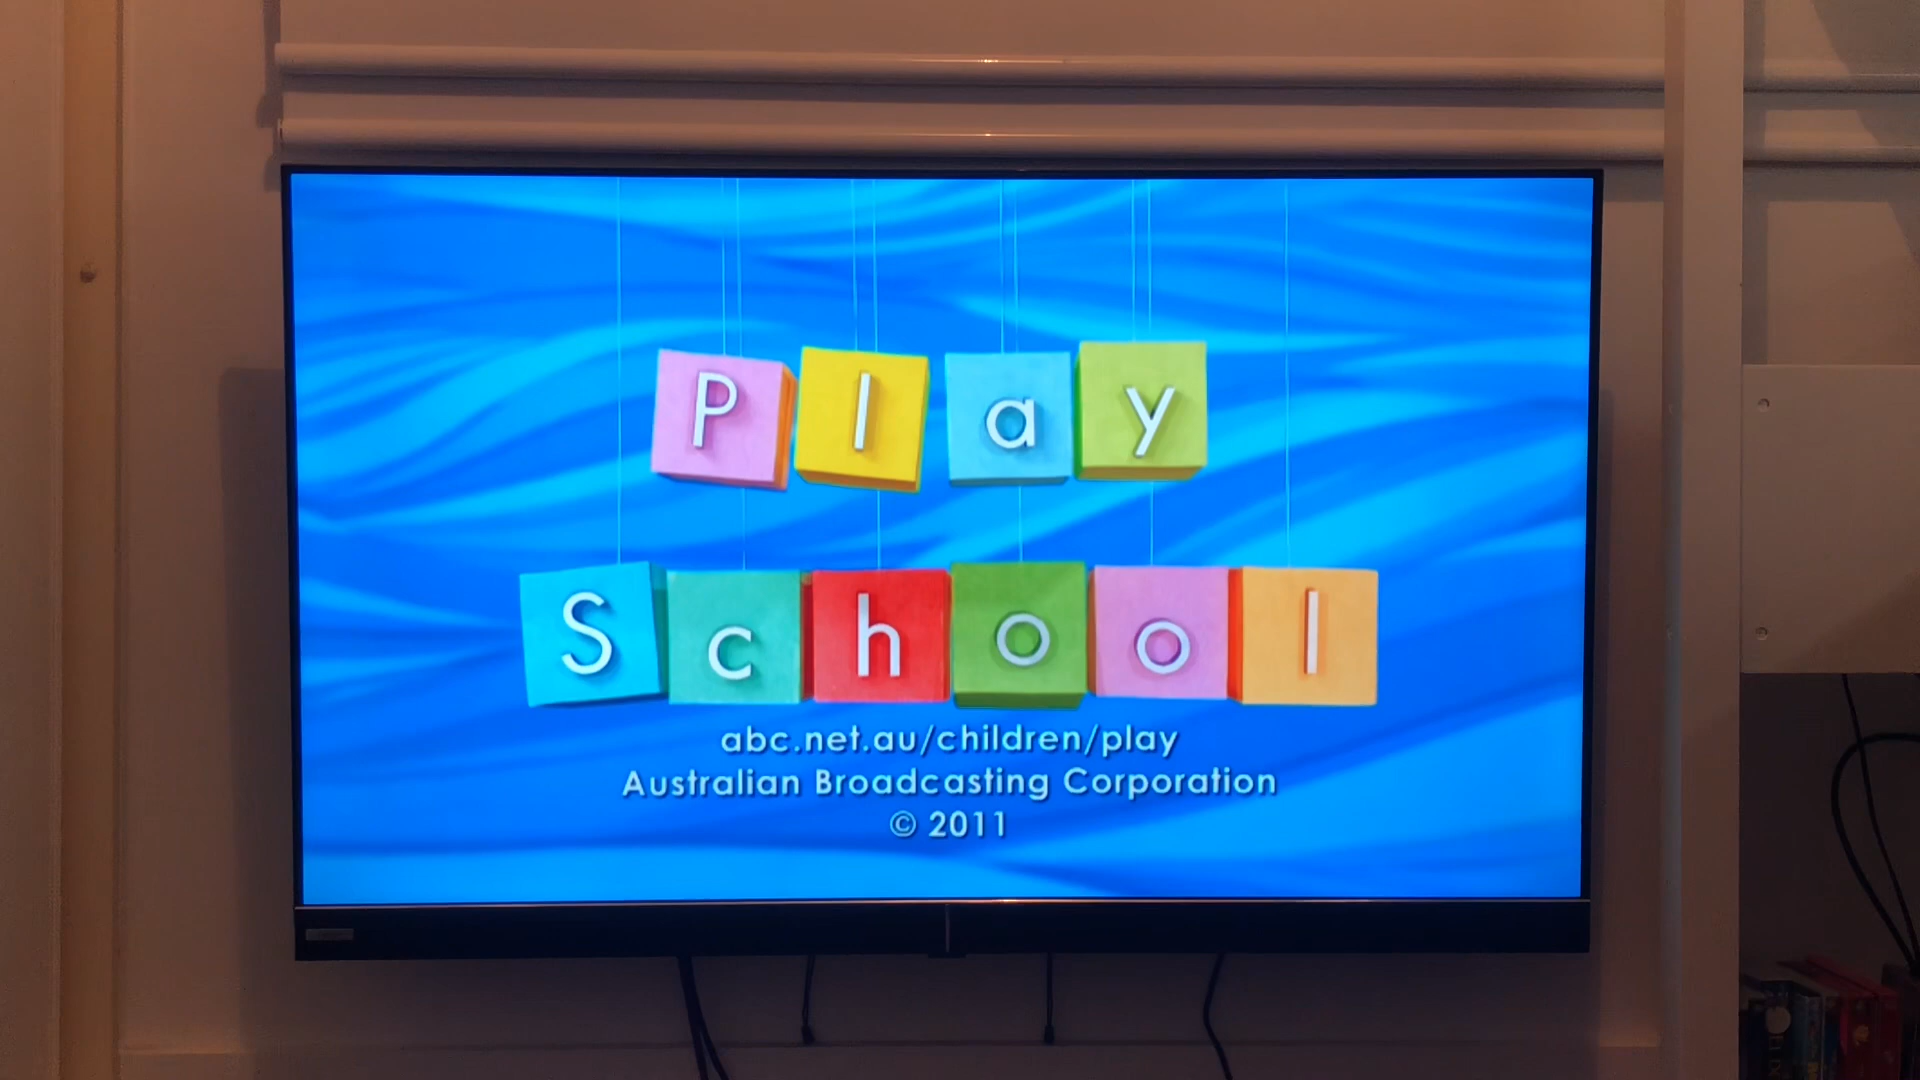 Play
School
abc.net.au/children/play
Australian Broadcasting Corporation
© 2011